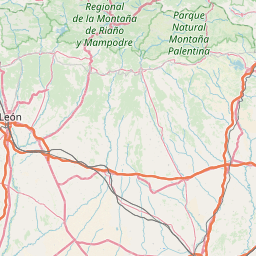 Regional
de la Montaña
de Riaño
y Mampodre
Parque
Natural
Montaña
Palentina
León